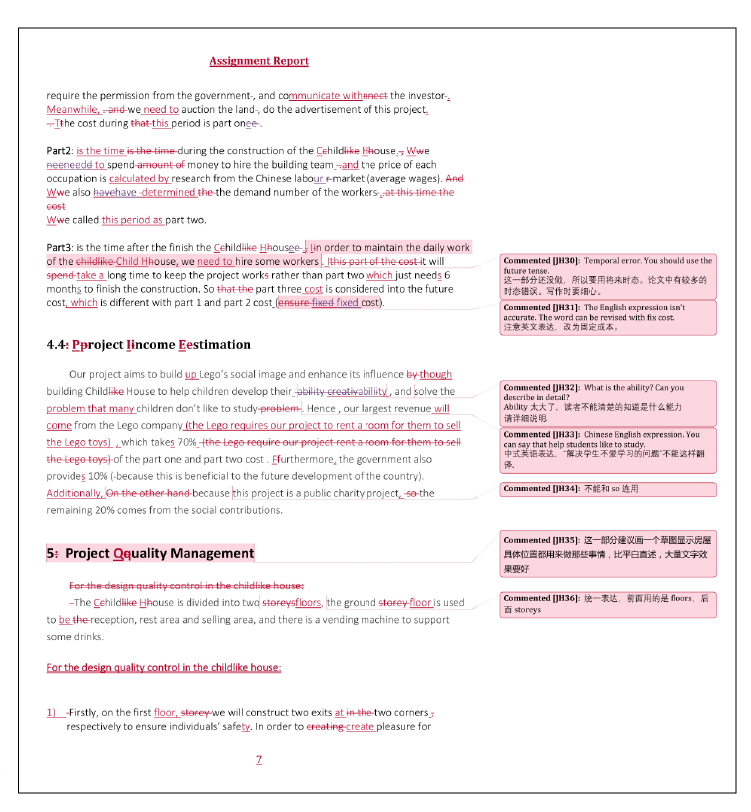 Assignment Report
require the permission from the government-, and communicate withnnect the investor-.
Meanwhile, , and we need to auction the land-, do the advertisement of this project.
, Tthe cost during that this period is part onee-.
Part2: is the time is the time during the construction of the Cchildlike Hhouse., Wwe
neeneedd to spend amount of money to hire the building team -,and the price of each
occupation is calculated by research from the Chinese labour r market (average wages). And
Wwe also havehave -determined the the demand number of the workers-, at this time the
cost
Wwe called this period as part two.
Part3: is the time after the finish the Cchildlike Hhousee-, Iin order to maintain the daily work
of the childlike Child Hhouse, we need to hire some workers . Ithis part of the cost it will
spend take a long time to keep the project works rather than part two which just needs 6
months to finish the construction. So that the part three cost is considered into the future
cost, which is different with part 1 and part 2 cost (ensure fixed fixed cost).
4.4: Pproject Iincome Eestimation
Our project aims to build up Lego's social image and enhance its influence by though
building Childlike House to help children develop their ability creativabiliity , and solve the
problem that many children don't like to study problem . Hence , our largest revenue will
come from the Lego company (the Lego requires our project to rent a room for them to sell
the Lego toys) , which takes 70% (the Lego require our project rent a room for them to sell
the Lego toys) of the part one and part two cost . Ffurthermore, the government also
provides 10% (-because this is beneficial to the future development of the country).
Additionally, On the other hand because this project is a public charity project, -so the
remaining 20% comes from the social contributions.
5: Project Qquality Management
For the design quality control in the childlike house:
-The Cchildlike Hhouse is divided into two storeysfloors, the ground storey floor is used
to be the reception, rest area and selling area, and there is a vending machine to support
some drinks.
For the design quality control in the childlike house:
1) -Firstly, on the first floor, storey we will construct two exits at in the two corners ,
respectively to ensure individuals' safety. In order to creating create pleasure for
7
Commented [JH30]: Temporal error. You should use the
future tense.
这一部分还没做，所以要用将来时态。论文中有较多的
时态错误。写作时要细心。
Commented [JH31]: The English expression isn't
accurate. The word can be revised with fix cost.
注意英文表达，改为固定成本。
Commented [JH32]: What is the ability? Can you
describe in detail?
Ability 太大了，读者不能清楚的知道是什么能力
请详细说明.
Commented [JH33]: Chinese English expression. You
can say that help students like to study.
中式英语表达，“解决学生不爱学习的问题”不能这样翻
译。
Commented [JH34]: 不能和 so 连用
Commented [JH35]: 这一部分建议画一个草图显示房屋
具体位置都用来做那些事情，比平白直述，大量文字效
果要好
Commented [JH36]: 统一表达，前面用的是 floors，后
面 storeys